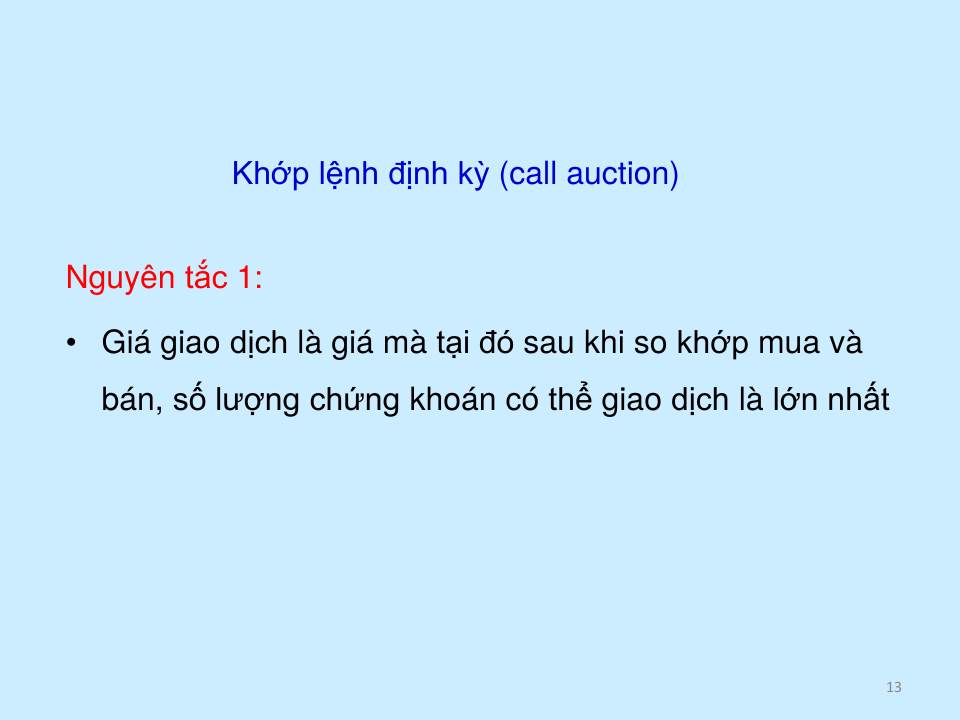 Khớp lệnh định kỳ (call auction)
Nguyên tắc 1:
• Giá giao dịch là giá mà tại đó sau khi so khớp mua và
bán, số lượng chứng khoán có thể giao dịch là lớn nhất
13